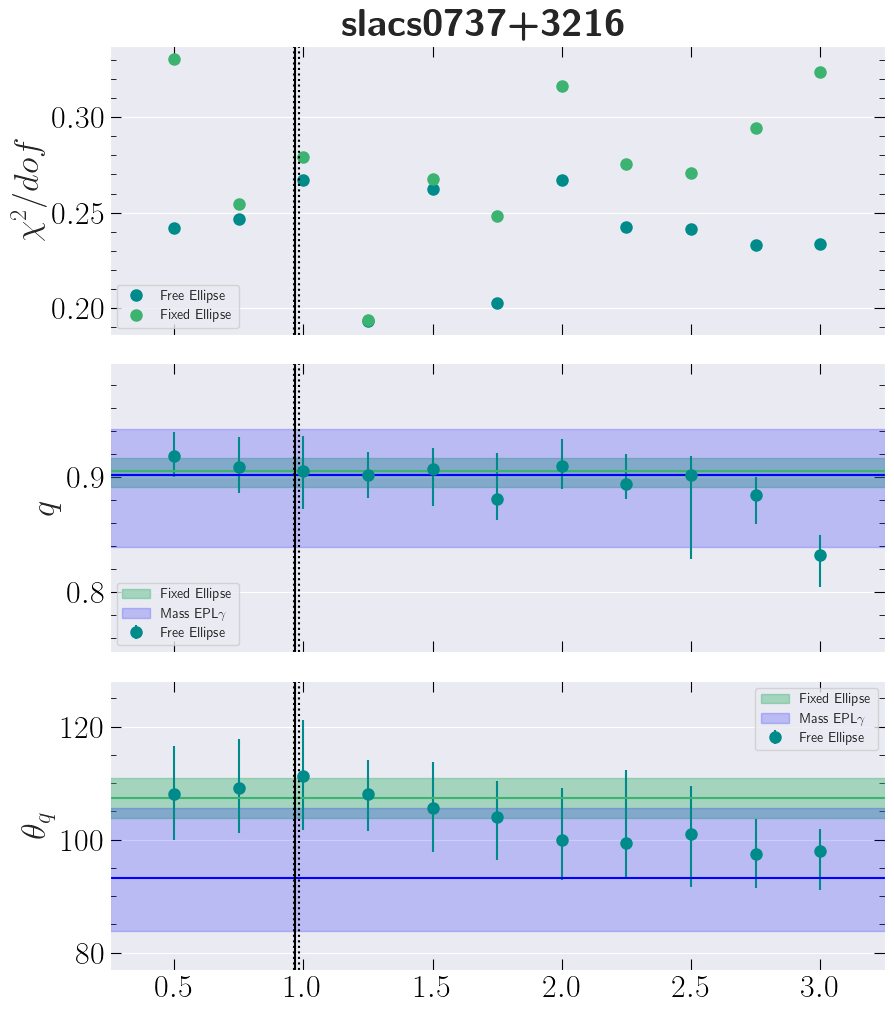 slacs0737+3216
χ²/dof
0.30
0.25
0.20
Free Ellipse
Fixed Ellipse
q
0.9
0.8
Fixed Ellipse
Mass EPLγ
Free Ellipse
θq
120
100
80
Fixed Ellipse
Mass EPLγ
Free Ellipse
0.5 1.0 1.5 2.0 2.5 3.0